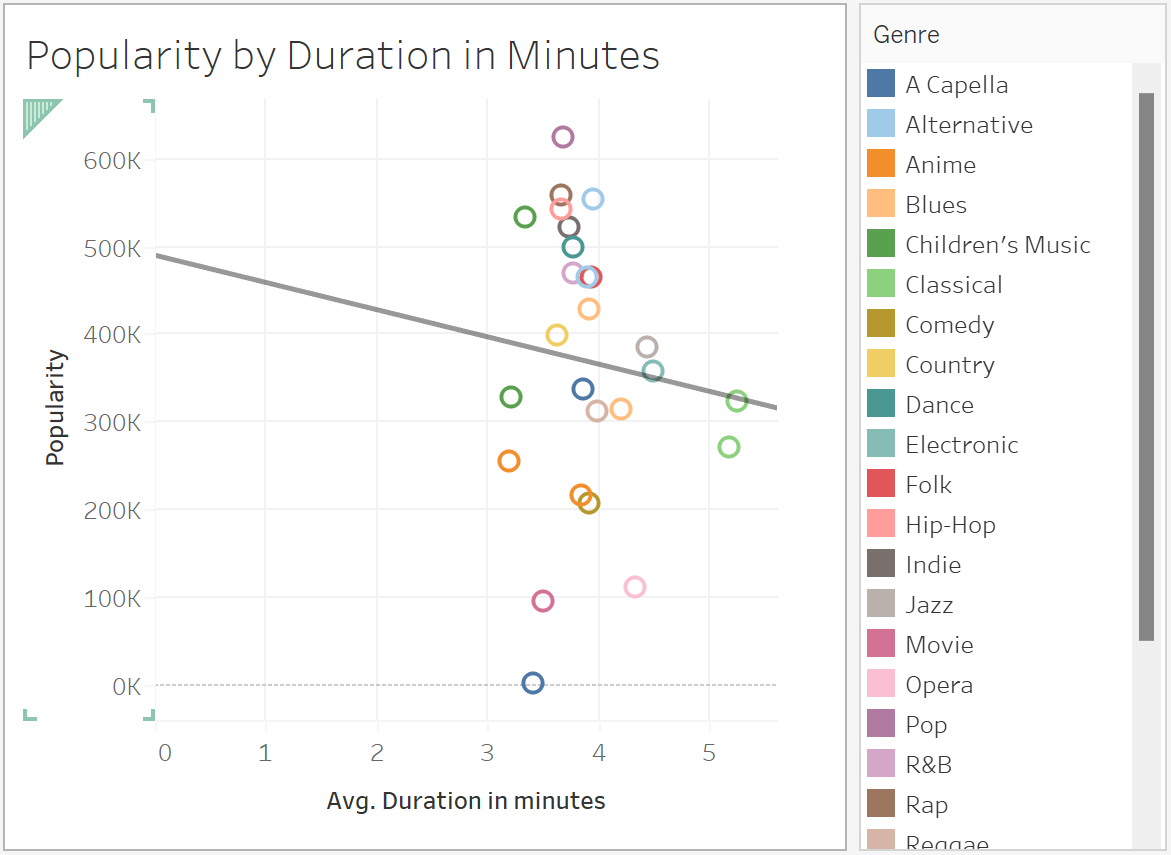 Popularity by Duration in Minutes
600K
500K
400K
300K
200K
100K
0K
Popularity
0 1 2 3 4 5
Avg. Duration in minutes
Genre
A Capella
Alternative
Anime
Blues
Children's Music
Classical
Comedy
Country
Dance
Electronic
Folk
Hip-Hop
Indie
Jazz
Movie
Opera
Pop
R&B
Rap
Reggae